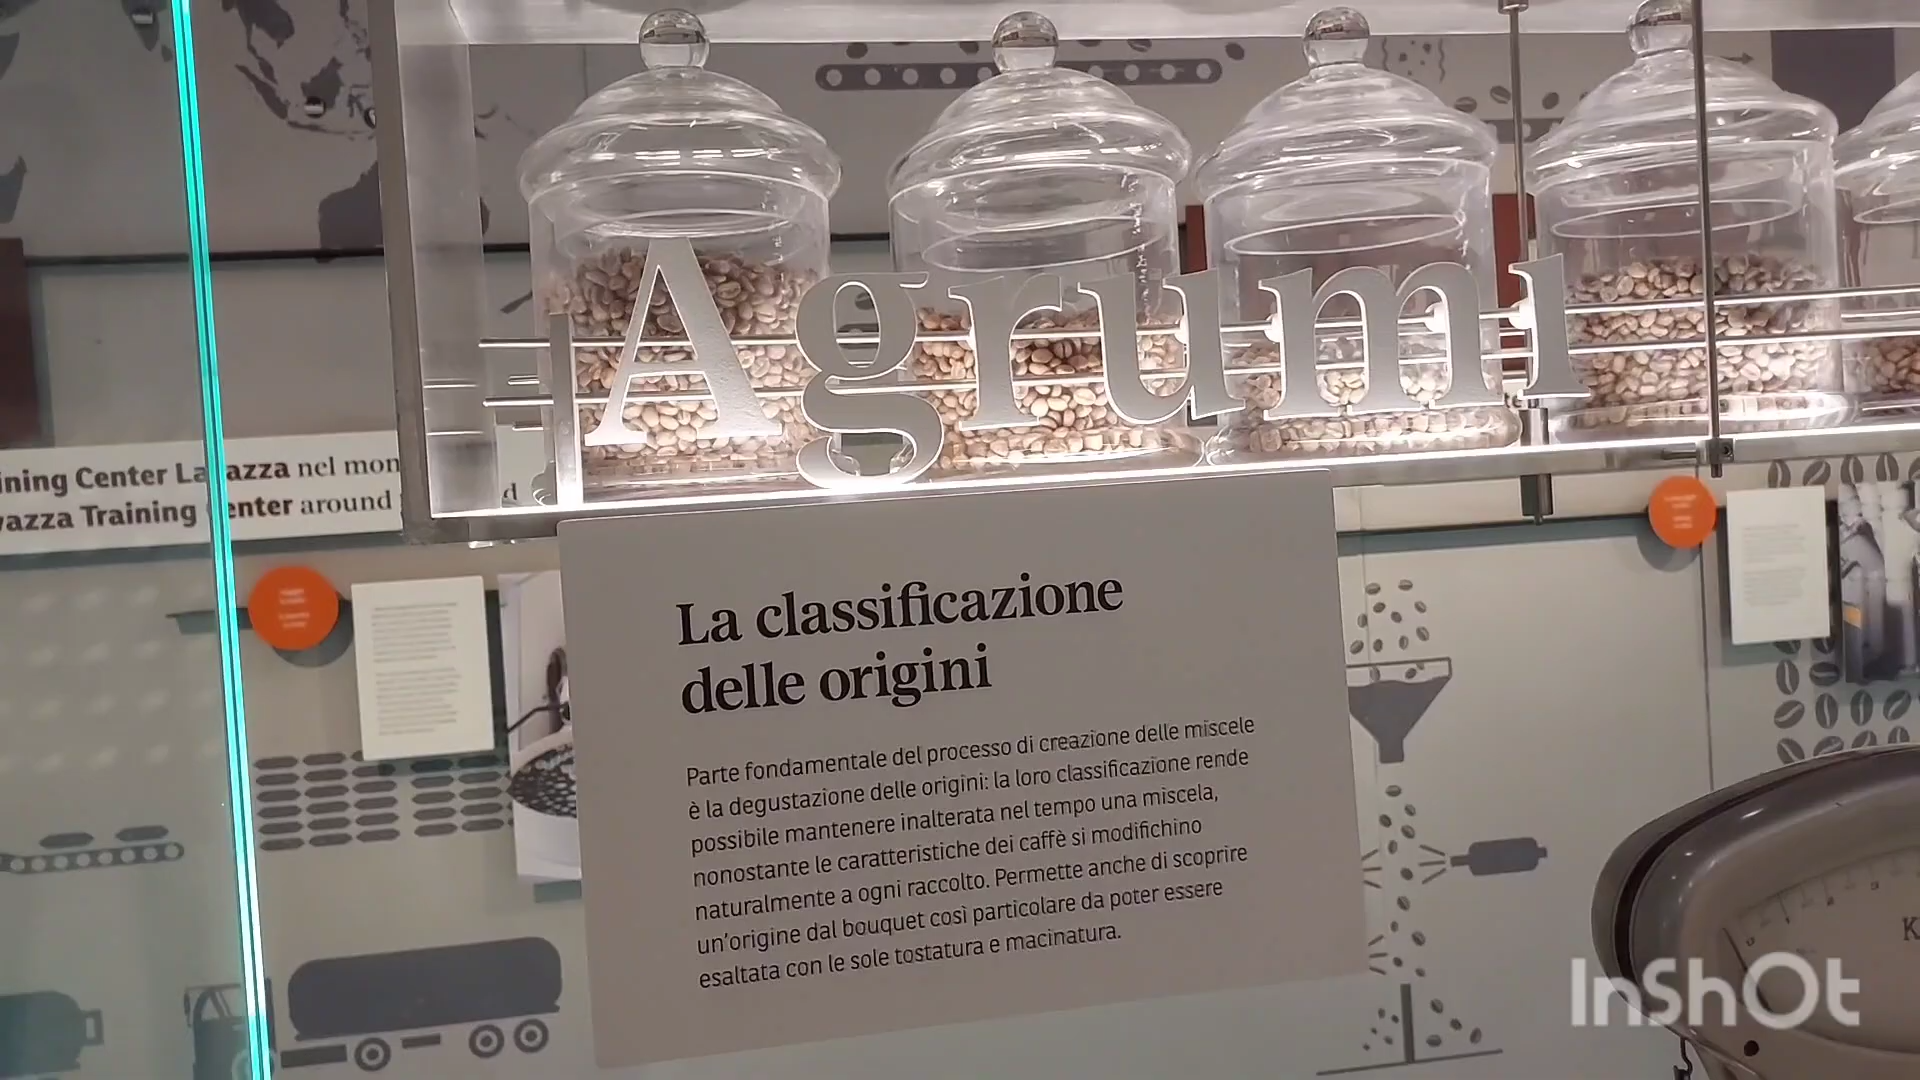 Agrumi
ining Center Lavazza nel mon
vazza Training Center around
d
La classificazione
delle origini
Parte fondamentale del processo di creazione delle miscele
è la degustazione delle origini: la loro classificazione rende
possibile mantenere inalterata nel tempo una miscela,
nonostante le caratteristiche dei caffè si modifichino
naturalmente a ogni raccolto. Permette anche di scoprire
un'origine dal bouquet così particolare da poter essere
esaltata con le sole tostatura e macinatura.
K
InShOt